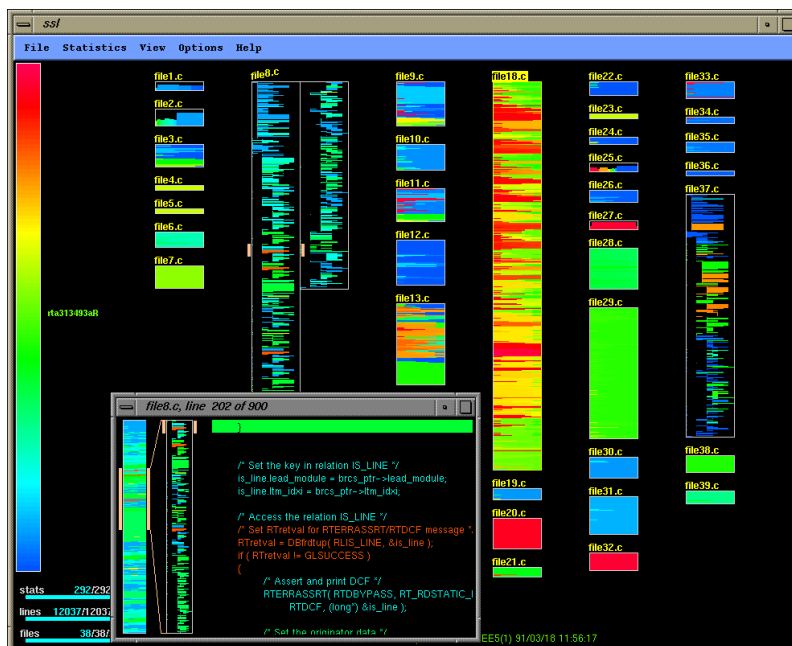 ssl
File Statistics View Options Help
file1.c
file2.c
file3.c
file4.c
file5.c
file6.c
file7.c
file8.c
file9.c
file10.c
file11.c
file12.c
file13.c
file18.c
file19.c
file20.c
file21.c
file22.c
file23.c
file24.c
file25.c
file26.c
file27.c
file28.c
file29.c
file30.c
file31.c
file32.c
file33.c
file34.c
file35.c
file36.c
file37.c
file38.c
file39.c
rta313493aR
stats 292/292
lines 12037/12037
files 38/38/
file8.c, line 202 of 900
}
/* Set the key in relation IS_LINE */
is_line.lead_module = brcs_ptr->lead_module;
is_line.ltm_idxi = brcs_ptr->ltm_idxi;
/* Access the relation IS_LINE */
/* Set RTretval for RTERRASSRT/RTDCF message *
RTretval = DBfrdtup( RLIS_LINE, &is_line );
if ( RTretval != GLSUCCESS )
{
/* Assert and print DCF */
RTERRASSRT( RTDBYPASS, RT_RDSTATIC_
RTDCF, (long*) &is_line );
/* Set the originator data */
EE5(1) 91/03/18 11:56:17